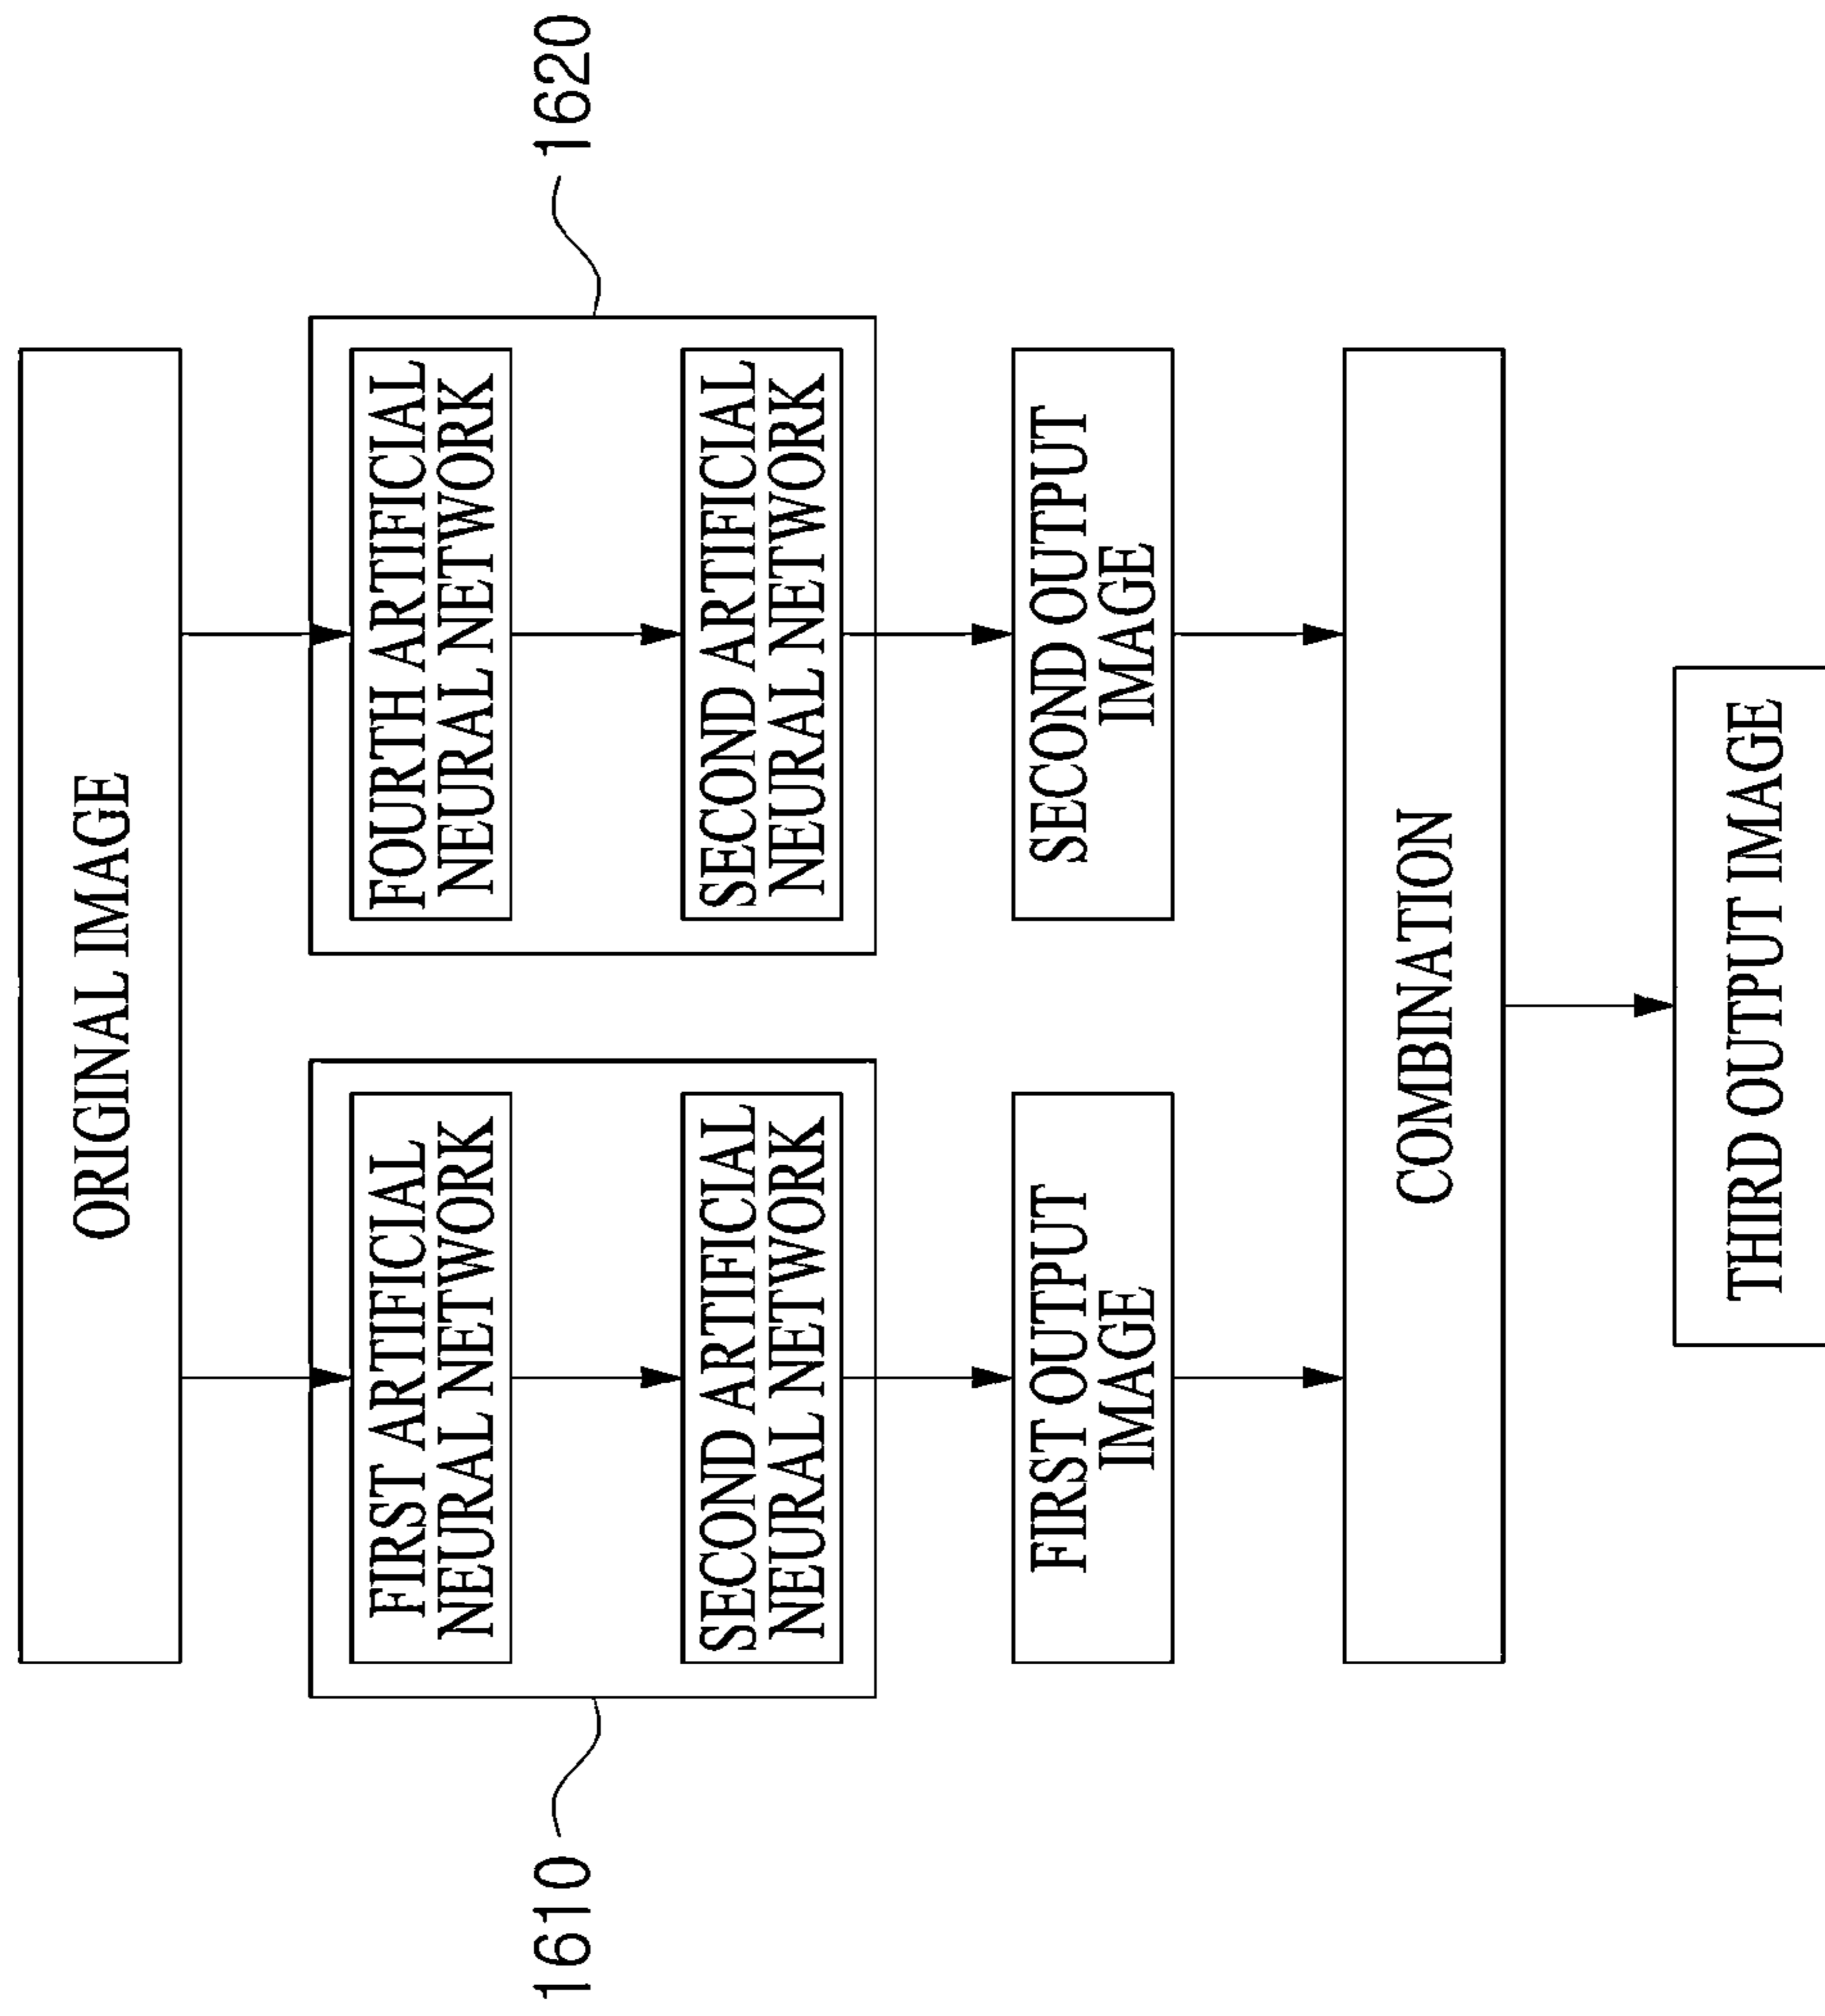 ORIGINAL IMAGE
1610
FIRST ARTIFICIAL
NEURAL NETWORK
SECOND ARTIFICIAL
NEURAL NETWORK
FIRST OUTPUT
IMAGE
1620
FOURTH ARTIFICIAL
NEURAL NETWORK
SECOND ARTIFICIAL
NEURAL NETWORK
SECOND OUTPUT
IMAGE
COMBINATION
THIRD OUTPUT IMAGE